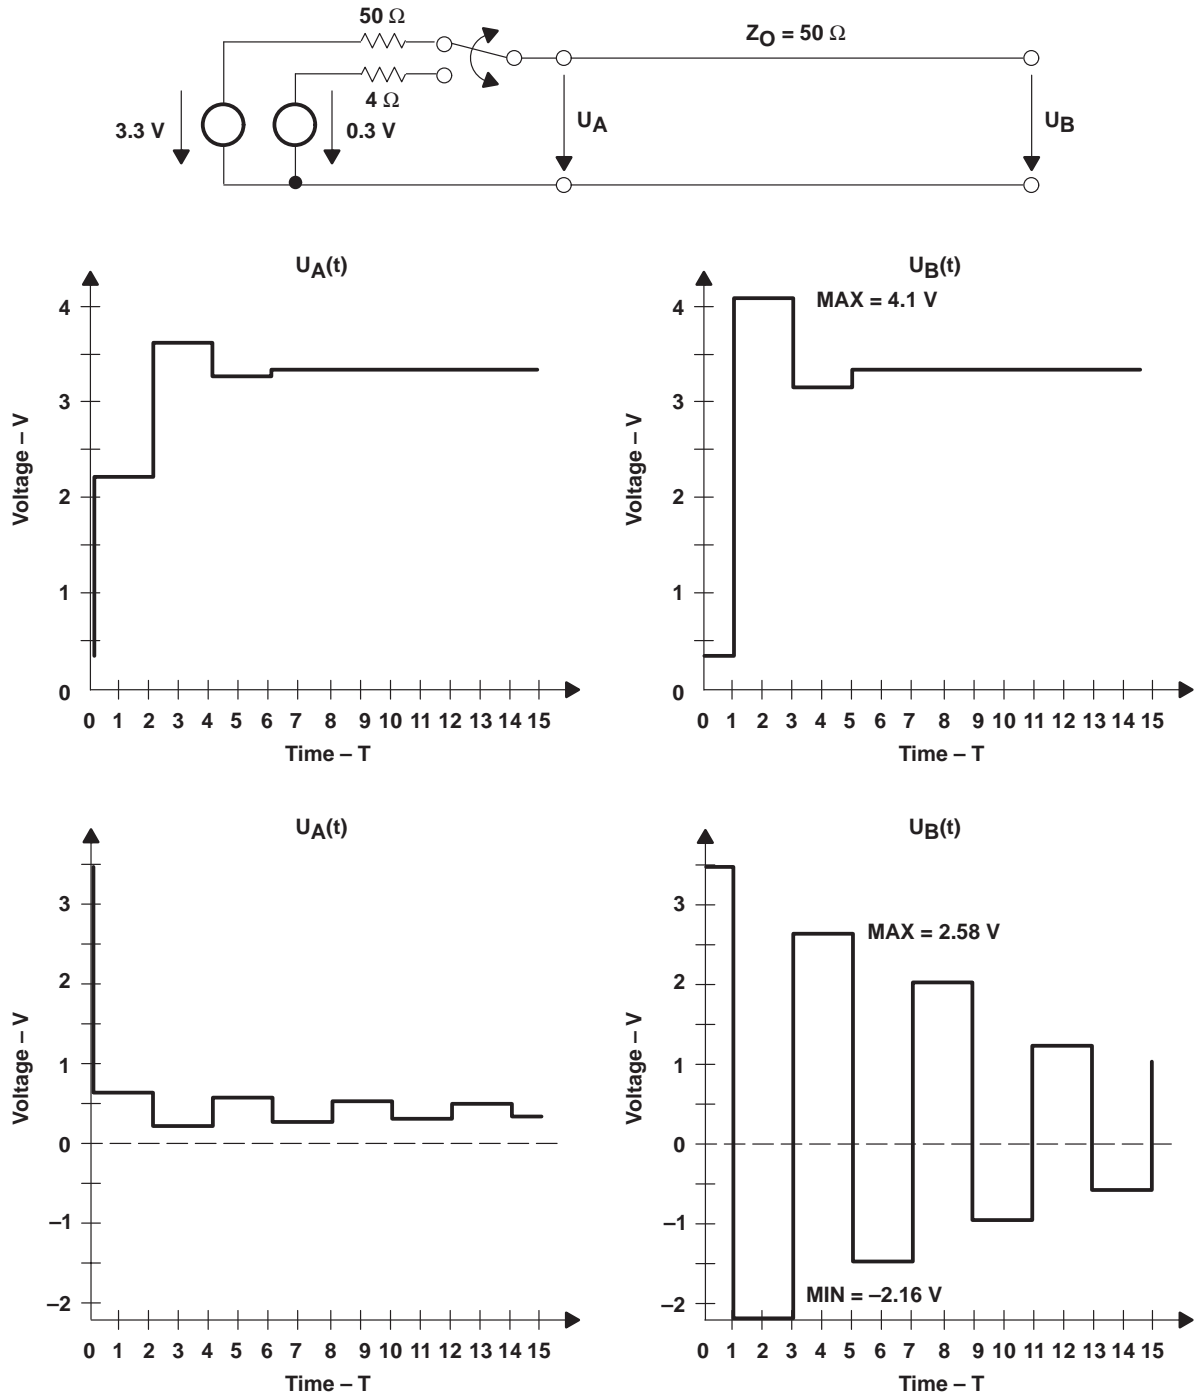 50 Ω
Z_O = 50 Ω
4 Ω
3.3 V
0.3 V
U_A
U_B
U_A(t)
Voltage – V
4
3
2
1
0
0 1 2 3 4 5 6 7 8 9 10 11 12 13 14 15
Time – T
U_B(t)
MAX = 4.1 V
Voltage – V
4
3
2
1
0
0 1 2 3 4 5 6 7 8 9 10 11 12 13 14 15
Time – T
U_A(t)
Voltage – V
3
2
1
0
–1
–2
0 1 2 3 4 5 6 7 8 9 10 11 12 13 14 15
Time – T
U_B(t)
MAX = 2.58 V
MIN = –2.16 V
Voltage – V
3
2
1
0
–1
–2
0 1 2 3 4 5 6 7 8 9 10 11 12 13 14 15
Time – T